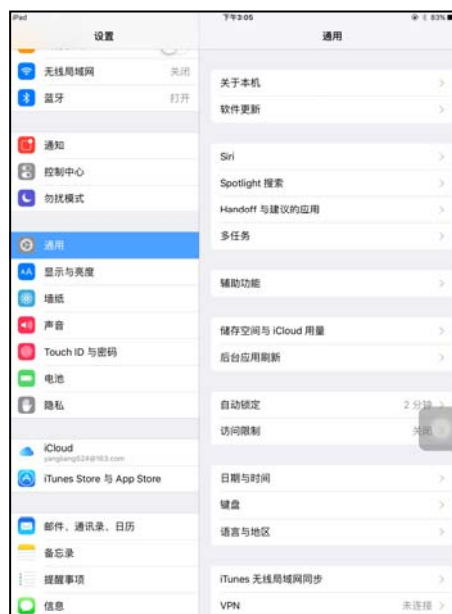 iPad
下午3:05
83%
设置
无线局域网
关闭
蓝牙
打开
通知
控制中心
勿扰模式
通用
AA
显示与亮度
墙纸
声音
Touch ID 与密码
电池
隐私
iCloud
yangliang524@163.com
iTunes Store 与 App Store
邮件、通讯录、日历
备忘录
提醒事项
信息
通用
关于本机
软件更新
Siri
Spotlight 搜索
Handoff 与建议的应用
多任务
辅助功能
储存空间与 iCloud 用量
后台应用刷新
自动锁定
2 分钟
访问限制
关闭
日期与时间
键盘
语言与地区
iTunes 无线局域网同步
VPN
未连接